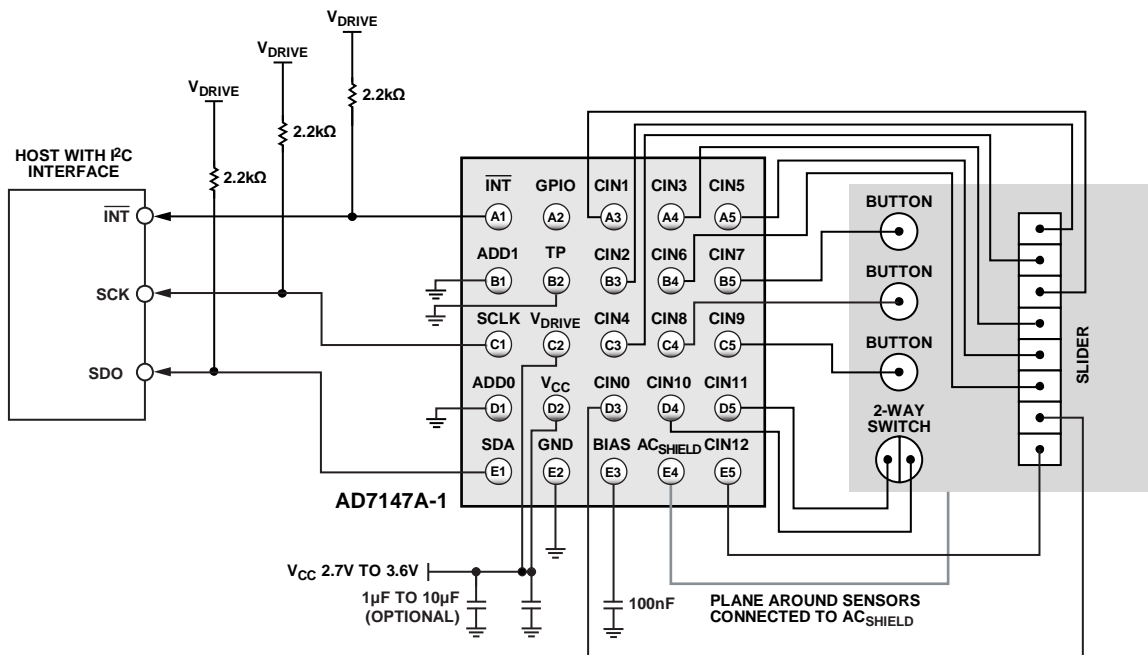 VDRIVE
VDRIVE
VDRIVE
2.2kΩ
2.2kΩ
2.2kΩ
HOST WITH I2C
INTERFACE
INT
SCK
SDO
INT GPIO CIN1 CIN3 CIN5
A1 A2 A3 A4 A5
ADD1 TP CIN2 CIN6 CIN7
B1 B2 B3 B4 B5
SCLK VDRIVE CIN4 CIN8 CIN9
C1 C2 C3 C4 C5
ADD0 VCC CIN0 CIN10 CIN11
D1 D2 D3 D4 D5
SDA GND BIAS ACSHIELD CIN12
E1 E2 E3 E4 E5
AD7147A-1
BUTTON
BUTTON
BUTTON
2-WAY
SWITCH
SLIDER
VCC 2.7V TO 3.6V
1µF TO 10µF
(OPTIONAL)
100nF
PLANE AROUND SENSORS
CONNECTED TO ACSHIELD